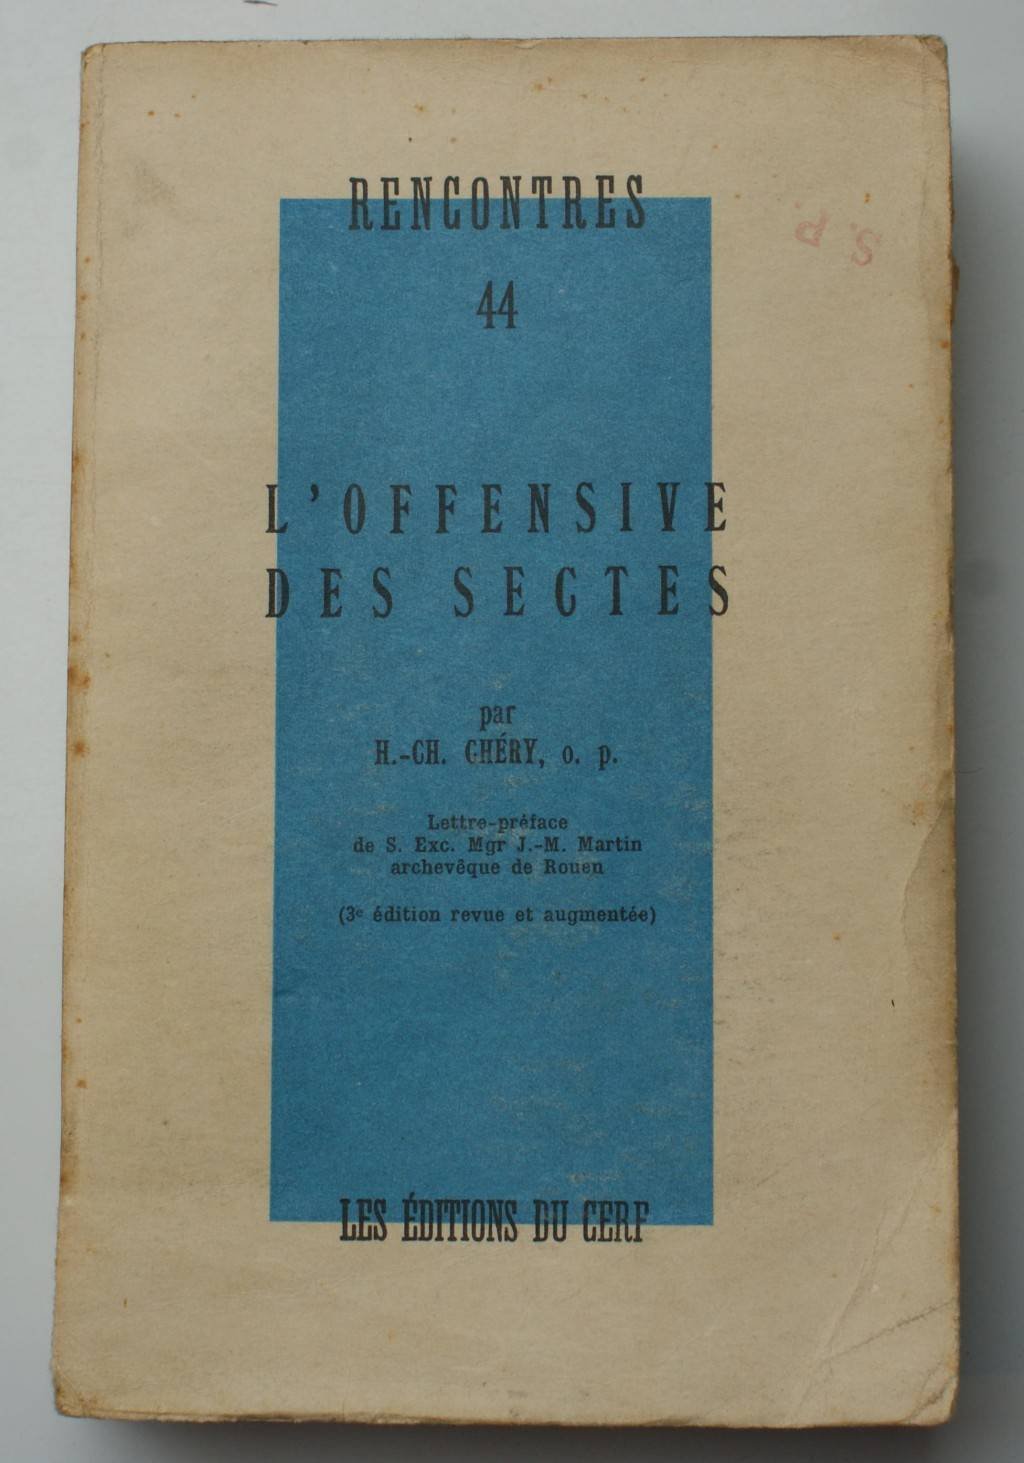 RENCONTRES
44
S. P.
L'OFFENSIVE
DES SECTES
par
H.-CH. CHÉRY, o. p.
Lettre-préface
de S. Exc. Mgr J.-M. Martin
archevêque de Rouen
(3e édition revue et augmentée)
LES ÉDITIONS DU CERF